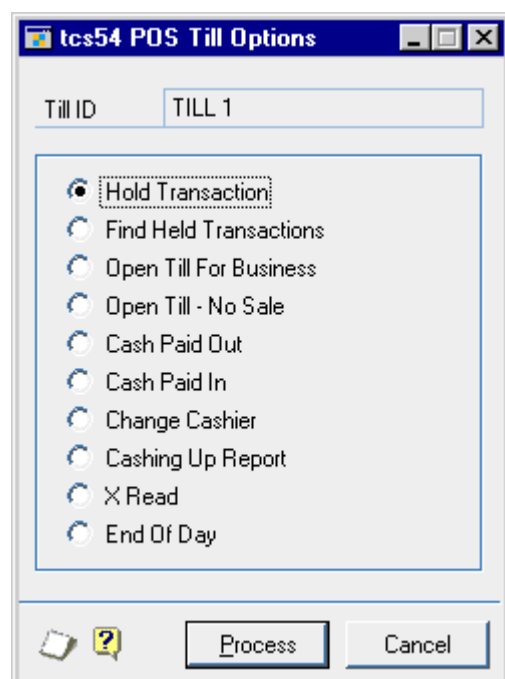 tcs54 POS Till Options
Till ID TILL 1
Hold Transaction
Find Held Transactions
Open Till For Business
Open Till - No Sale
Cash Paid Out
Cash Paid In
Change Cashier
Cashing Up Report
X Read
End Of Day
? Process Cancel